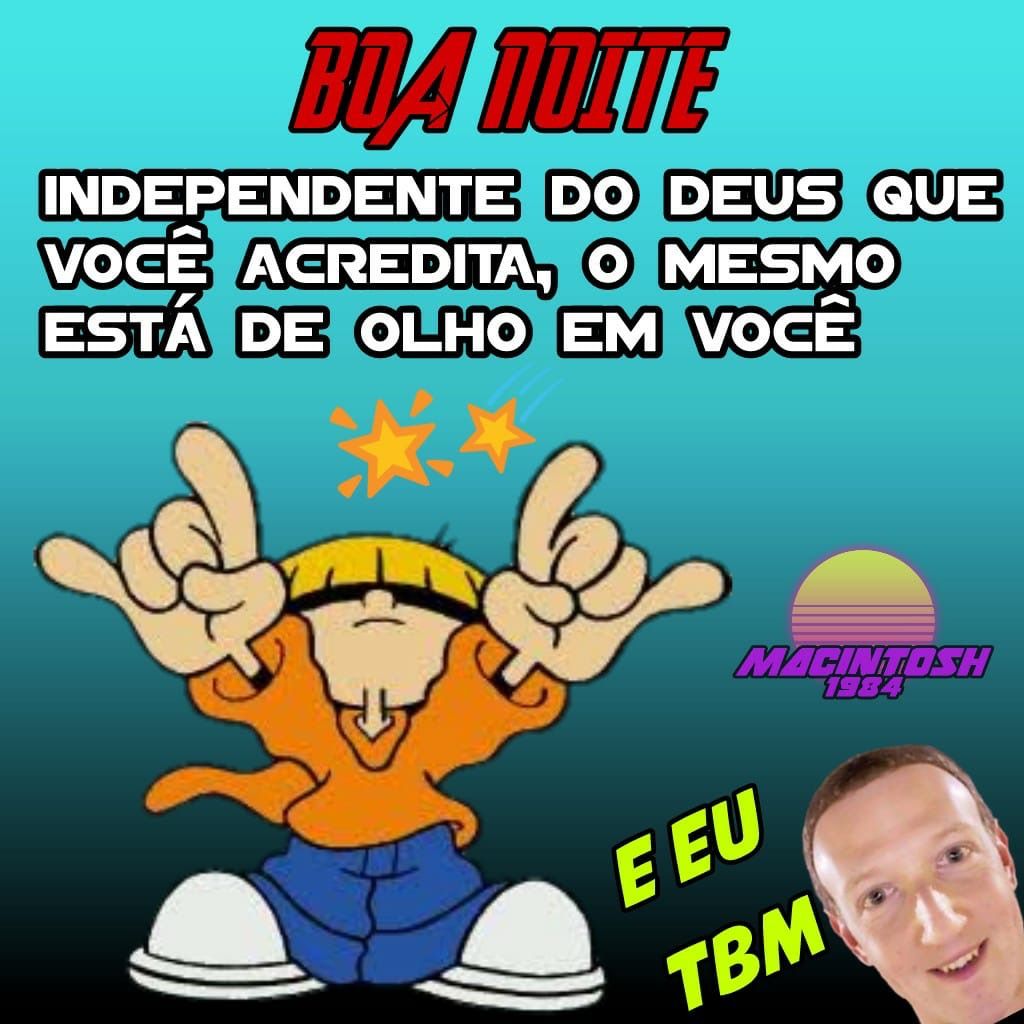 BOA NOITE
INDEPENDENTE DO DEUS QUE
VOCÊ ACREDITA, O MESMO
ESTÁ DE OLHO EM VOCÊ
MACINTOSH
1984
E EU
TBM